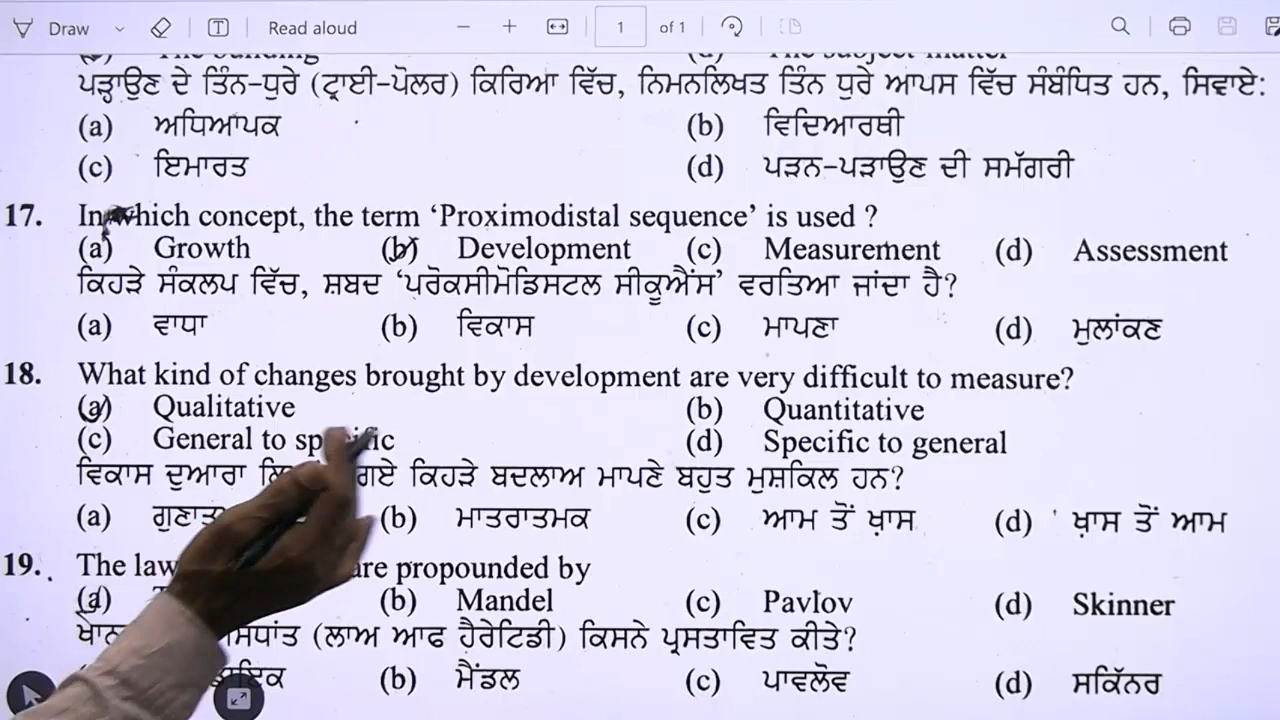 Draw Read aloud 1 of 1
ਪੜ੍ਹਾਉਣ ਦੇ ਤਿੰਨ-ਧੁਰੇ (ਟ੍ਰਾਈ-ਪੋਲਰ) ਕਿਰਿਆ ਵਿੱਚ, ਨਿਮਨਲਿਖਤ ਤਿੰਨ ਧੁਰੇ ਆਪਸ ਵਿੱਚ ਸੰਬੰਧਿਤ ਹਨ, ਸਿਵਾਏ:
(a) ਅਧਿਆਪਕ (b) ਵਿਦਿਆਰਥੀ
(c) ਇਮਾਰਤ (d) ਪੜਨ-ਪੜਾਉਣ ਦੀ ਸਮੱਗਰੀ
17. In which concept, the term ‘Proximodistal sequence’ is used ?
(a) Growth (b) Development (c) Measurement (d) Assessment
ਕਿਹੜੇ ਸੰਕਲਪ ਵਿੱਚ, ਸ਼ਬਦ ‘ਪਰੋਕਸੀਮੋਡਿਸਟਲ ਸੀਕੂਐਂਸ’ ਵਰਤਿਆ ਜਾਂਦਾ ਹੈ?
(a) ਵਾਧਾ (b) ਵਿਕਾਸ (c) ਮਾਪਣਾ (d) ਮੁਲਾਂਕਣ
18. What kind of changes brought by development are very difficult to measure?
(a) Qualitative (b) Quantitative
(c) General to specific (d) Specific to general
ਵਿਕਾਸ ਦੁਆਰਾ ਗਏ ਕਿਹੜੇ ਬਦਲਾਅ ਮਾਪਣੇ ਬਹੁਤ ਮੁਸ਼ਕਿਲ ਹਨ?
(a) (b) ਮਾਤਰਾਤਮਕ (c) ਆਮ ਤੋਂ ਖ਼ਾਸ (d) ਖ਼ਾਸ ਤੋਂ ਆਮ
19. The law are propounded by
(a) (b) Mandel (c) Pavlov (d) Skinner
(ਲਾਅ ਆਫ ਹੈਰੇਟਿਡੀ) ਕਿਸਨੇ ਪ੍ਰਸਤਾਵਿਤ ਕੀਤੇ?
(b) ਮੈਂਡਲ (c) ਪਾਵਲੋਵ (d) ਸਕਿੱਨਰ